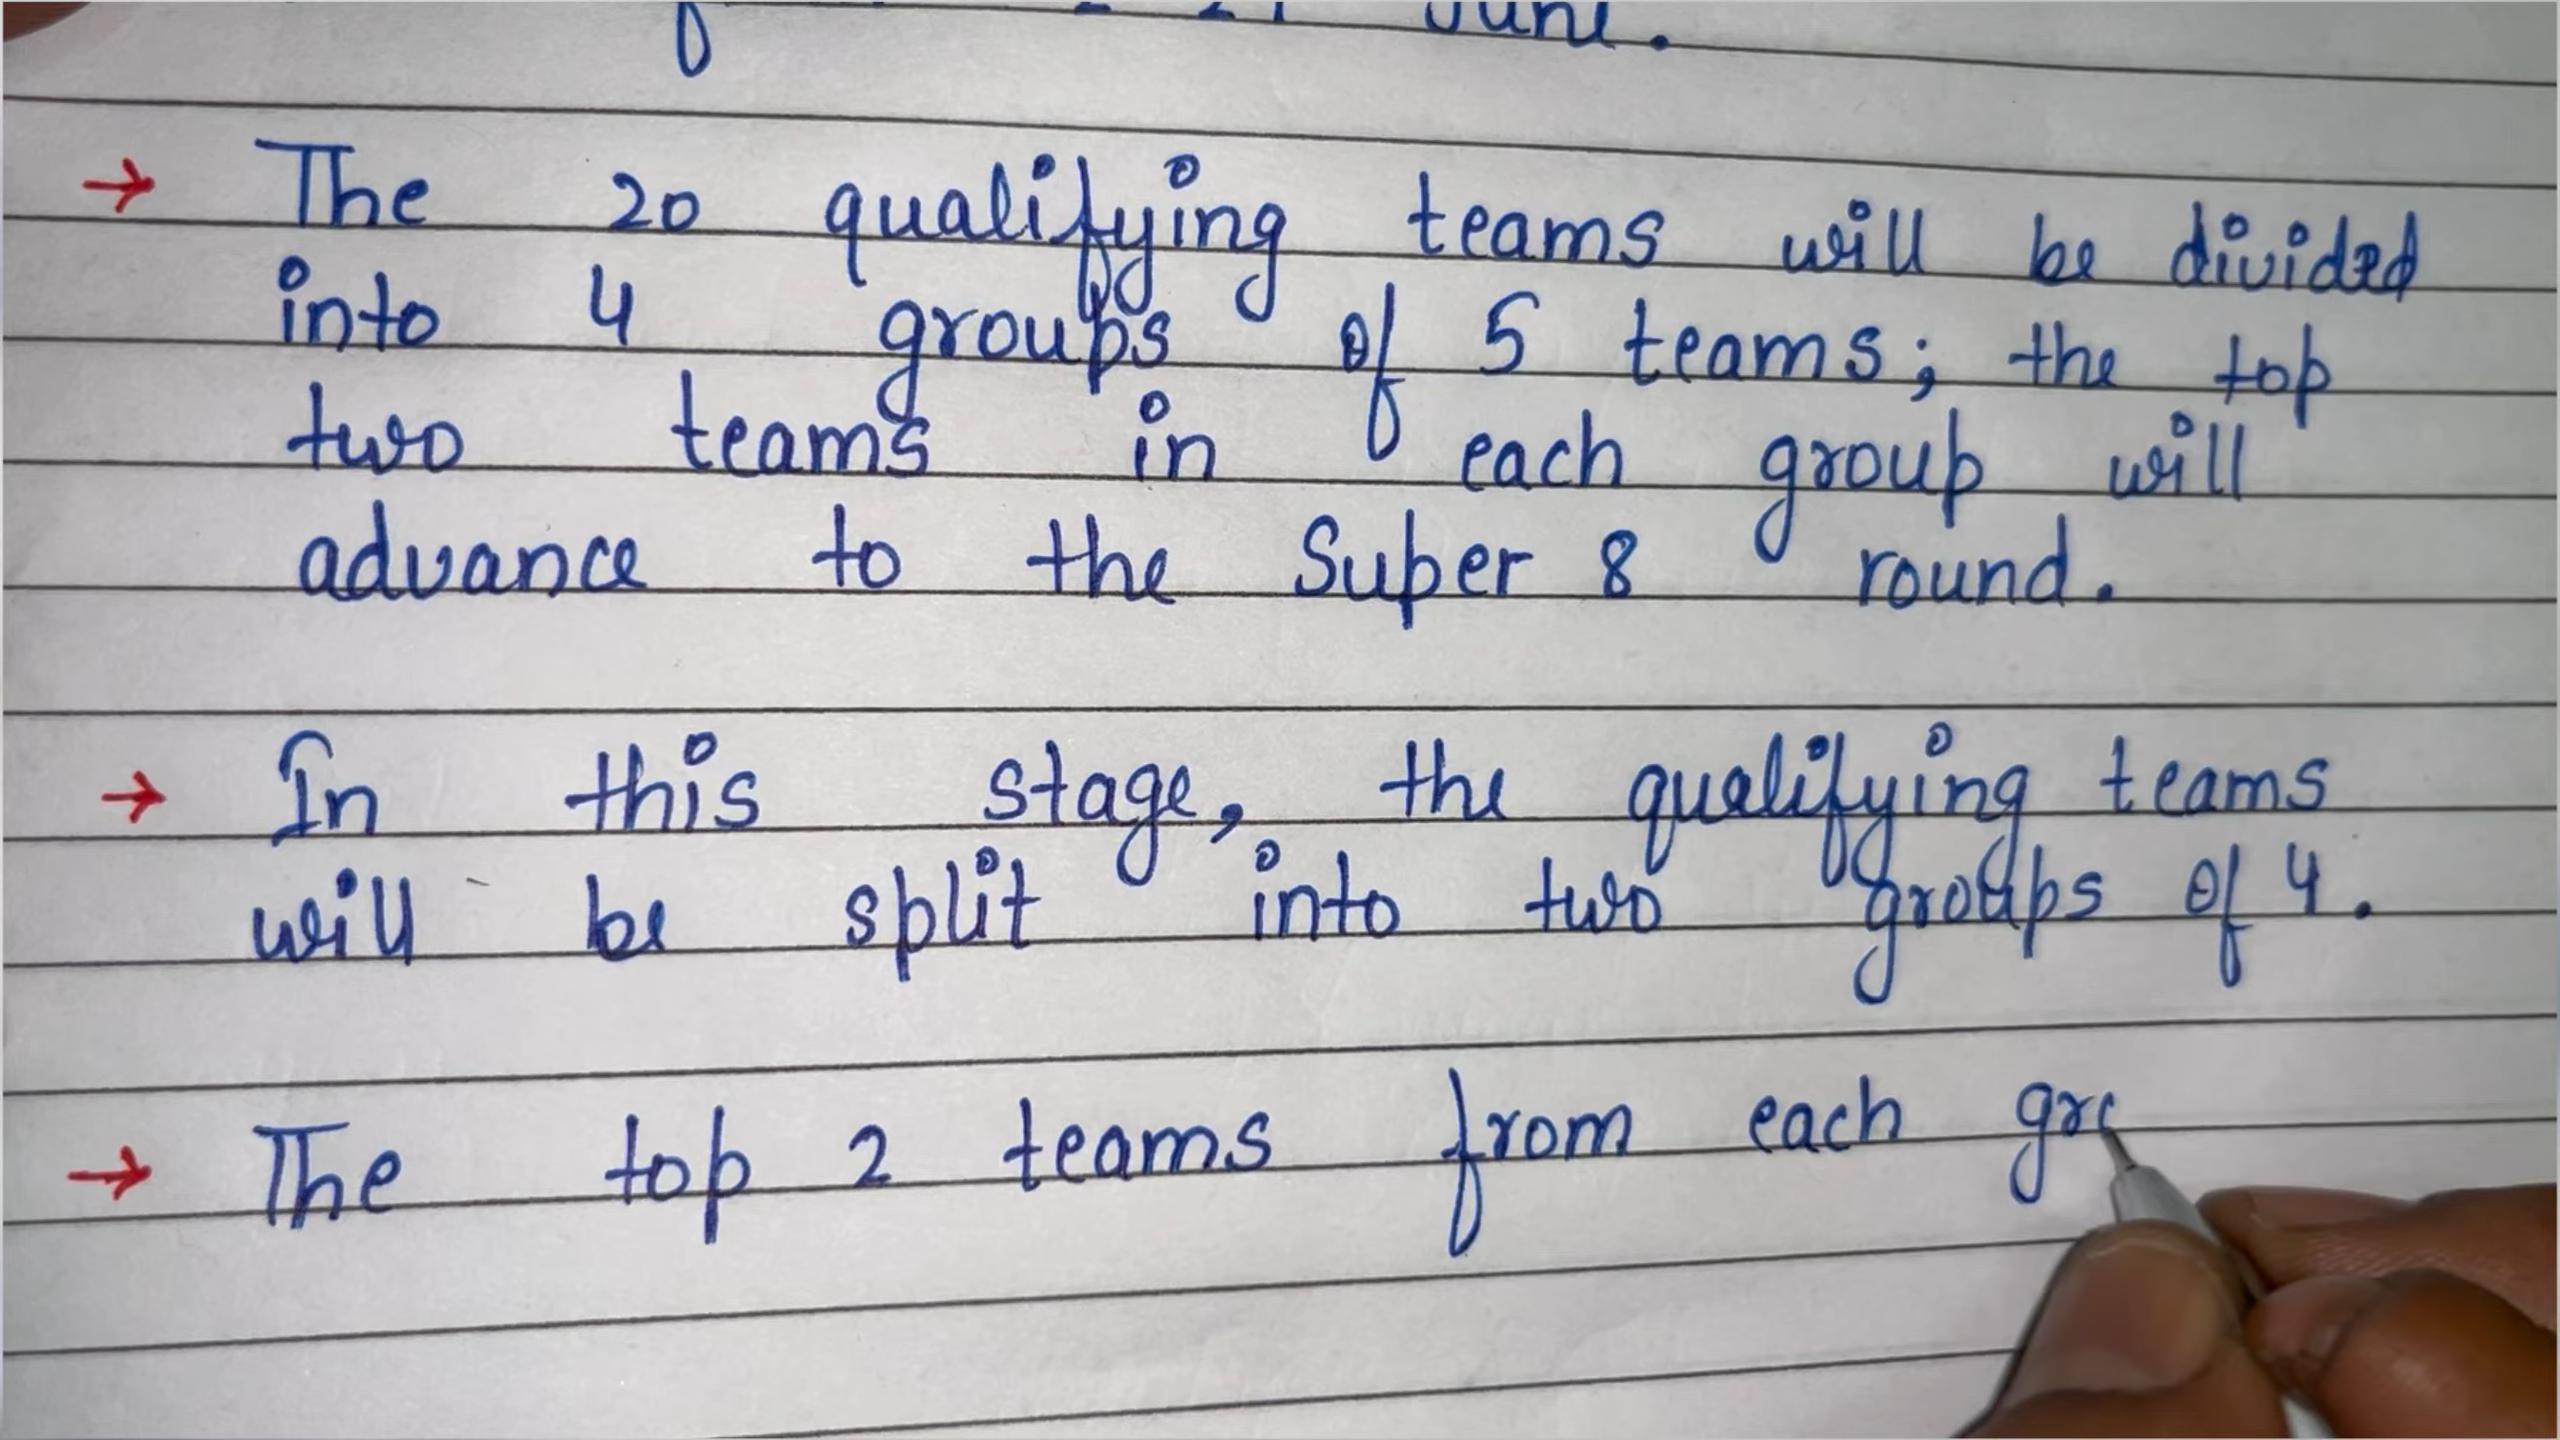 June.
→ The 20 qualifying teams will be divided
into 4 groups of 5 teams; the top
two teams in each group will
advance to the Super 8 round.
→ In this stage, the qualifying teams
will be split into two groups of 4.
→ The top 2 teams from each gro